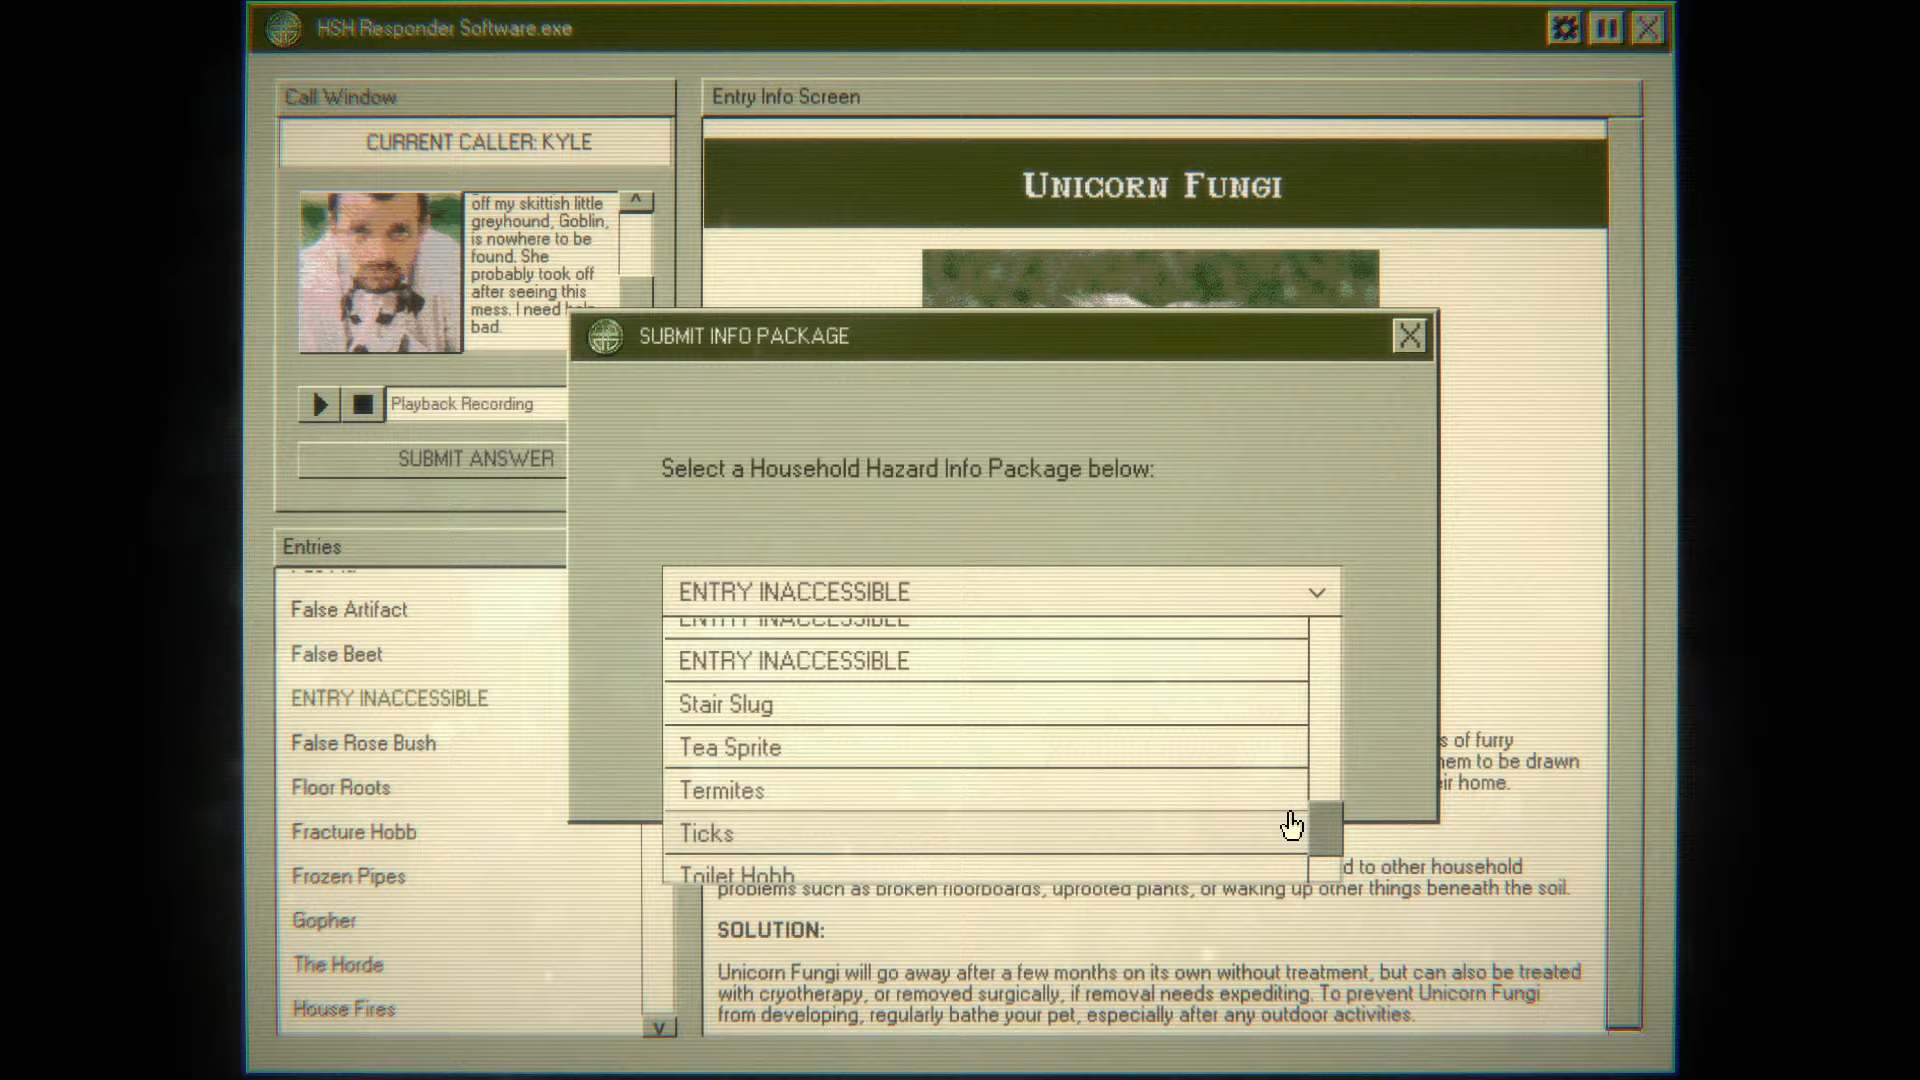 HSH Responder Software.exe
Call Window
CURRENT CALLER: KYLE
off my skittish little
greyhound, Goblin,
is nowhere to be
found. She
probably took off
after seeing this
mess. I need help
bad.
Playback Recording
SUBMIT ANSWER
Entries
False Artifact
False Beet
ENTRY INACCESSIBLE
False Rose Bush
Floor Roots
Fracture Hobb
Frozen Pipes
Gopher
The Horde
House Fires
Entry Info Screen
UNICORN FUNGI
SUBMIT INFO PACKAGE
Select a Household Hazard Info Package below:
ENTRY INACCESSIBLE
ENTRY INACCESSIBLE
ENTRY INACCESSIBLE
Stair Slug
Tea Sprite
Termites
Ticks
Toilet Hobb
s of furry
hem to be drawn
ir home.
d to other household
problems such as broken floorboards, uprooted plants, or waking up other things beneath the soil.
SOLUTION:
Unicorn Fungi will go away after a few months on its own without treatment, but can also be treated
with cryotherapy, or removed surgically, if removal needs expediting. To prevent Unicorn Fungi
from developing, regularly bathe your pet, especially after any outdoor activities.